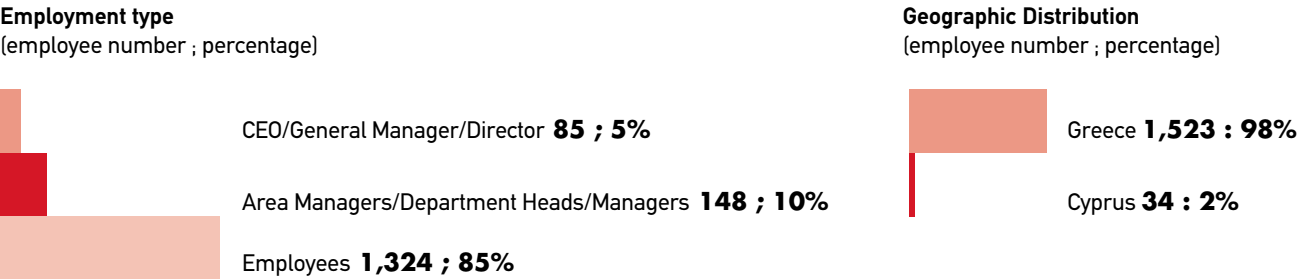 Employment type
(employee number ; percentage)
CEO/General Manager/Director 85 ; 5%
Area Managers/Department Heads/Managers 148 ; 10%
Employees 1,324 ; 85%
Geographic Distribution
(employee number ; percentage)
Greece 1,523 : 98%
Cyprus 34 : 2%